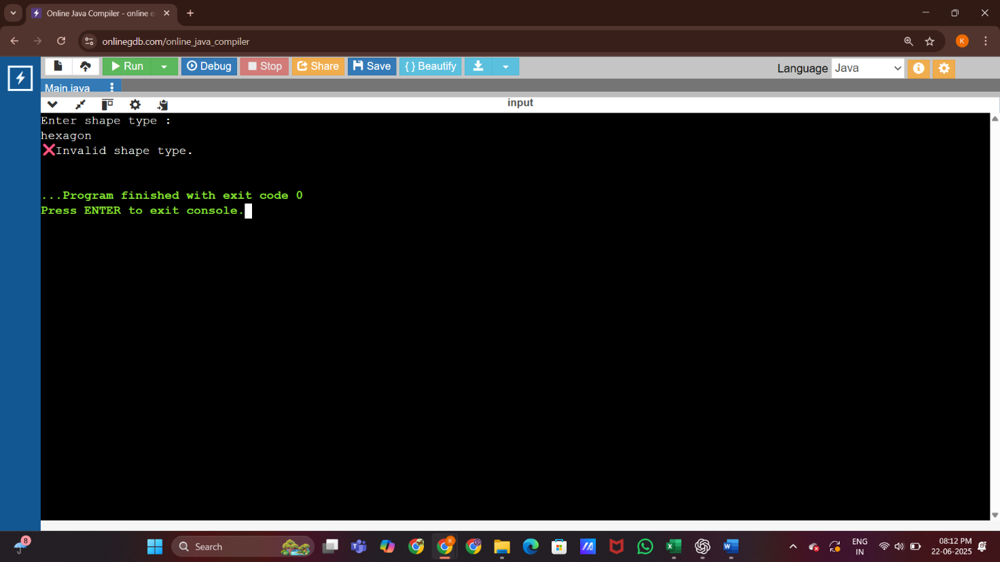 Online Java Compiler - online e
onlinegdb.com/online_java_compiler
K
Run
Debug
Stop
Share
Save
{ } Beautify
Language Java
Main.java
input
Enter shape type :
hexagon
❌Invalid shape type.
...Program finished with exit code 0
Press ENTER to exit console.
8
Search
ENG
IN
08:12 PM
22-06-2025